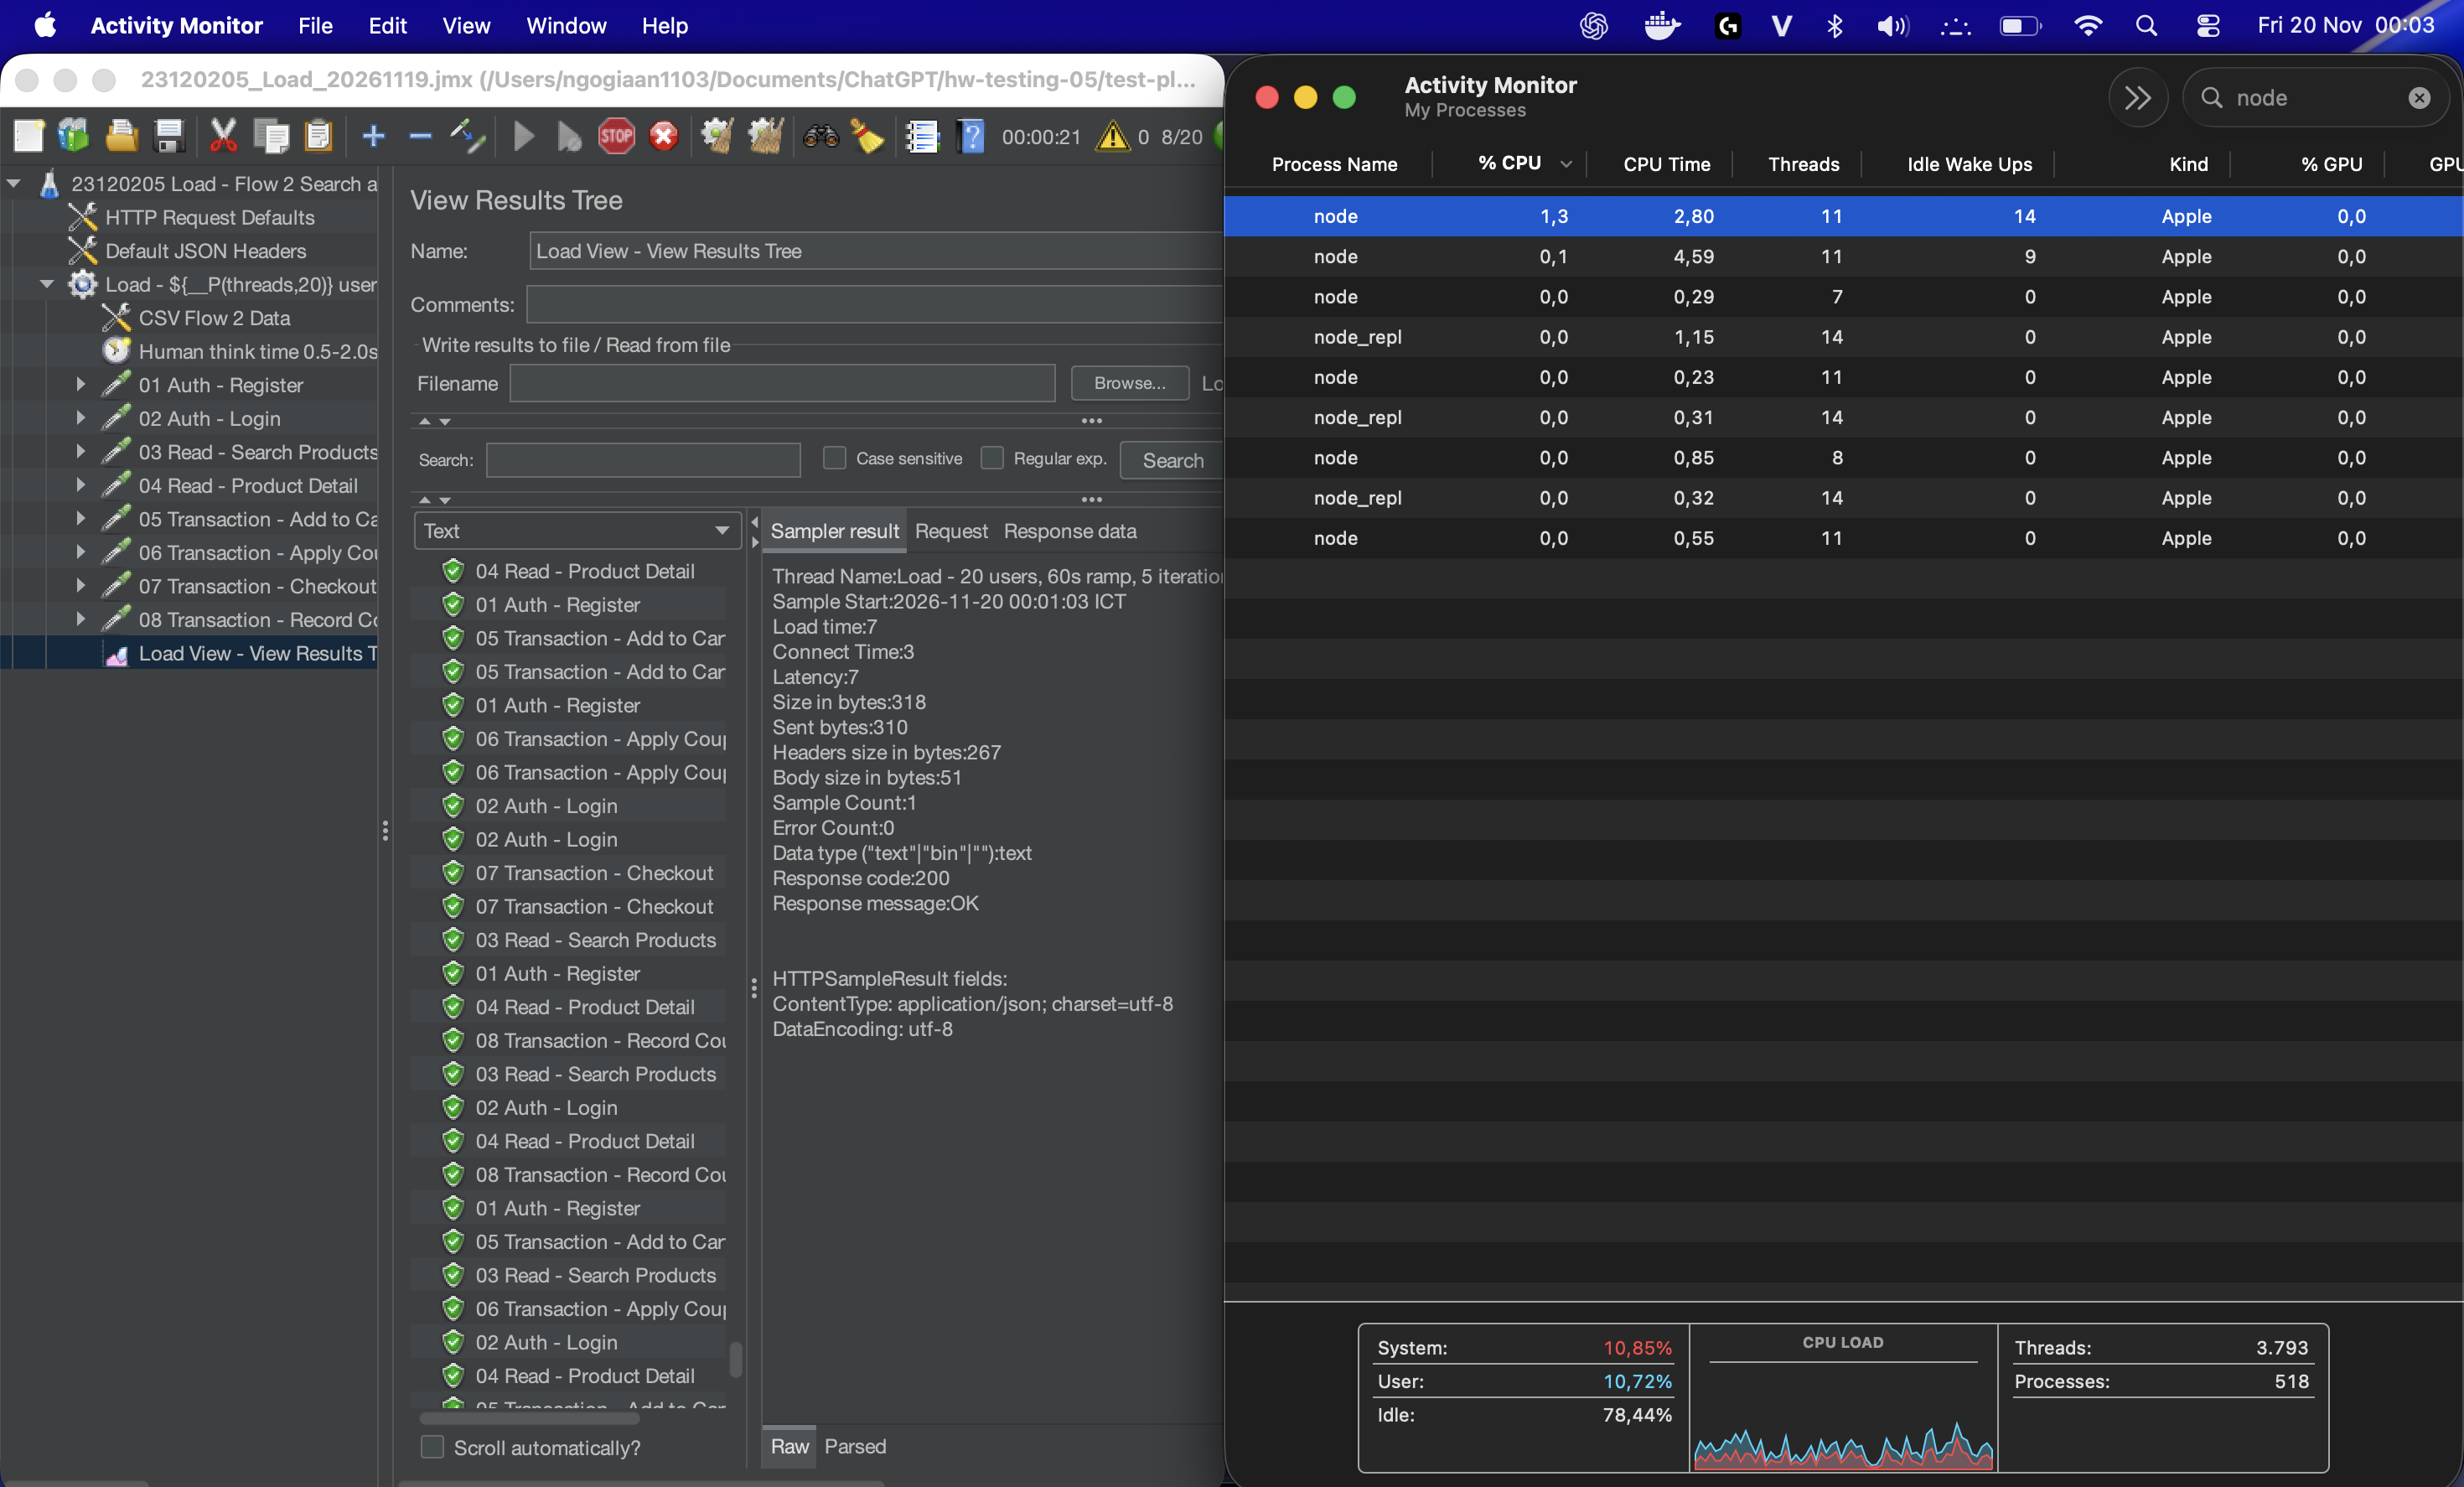 Activity Monitor File Edit View Window Help
Fri 20 Nov 00:03
23120205_Load_20261119.jmx (/Users/ngogiaan1103/Documents/ChatGPT/hw-testing-05/test-pl...
STOP
00:00:21 0 8/20
23120205 Load - Flow 2 Search a
HTTP Request Defaults
Default JSON Headers
Load - ${__P(threads,20)} user
CSV Flow 2 Data
Human think time 0.5-2.0s
01 Auth - Register
02 Auth - Login
03 Read - Search Products
04 Read - Product Detail
05 Transaction - Add to Ca
06 Transaction - Apply Cou
07 Transaction - Checkout
08 Transaction - Record Co
Load View - View Results T
View Results Tree
Name: Load View - View Results Tree
Comments:
Write results to file / Read from file
Filename Browse... Lo
Search: Case sensitive Regular exp. Search
Text
04 Read - Product Detail
01 Auth - Register
05 Transaction - Add to Car
05 Transaction - Add to Car
01 Auth - Register
06 Transaction - Apply Coup
06 Transaction - Apply Coup
02 Auth - Login
02 Auth - Login
07 Transaction - Checkout
07 Transaction - Checkout
03 Read - Search Products
01 Auth - Register
04 Read - Product Detail
08 Transaction - Record Cou
03 Read - Search Products
02 Auth - Login
04 Read - Product Detail
08 Transaction - Record Cou
01 Auth - Register
05 Transaction - Add to Car
03 Read - Search Products
06 Transaction - Apply Coup
02 Auth - Login
04 Read - Product Detail
05 Transaction - Add to Car
Scroll automatically?
Sampler result Request Response data
Thread Name:Load - 20 users, 60s ramp, 5 iteration
Sample Start:2026-11-20 00:01:03 ICT
Load time:7
Connect Time:3
Latency:7
Size in bytes:318
Sent bytes:310
Headers size in bytes:267
Body size in bytes:51
Sample Count:1
Error Count:0
Data type ("text"|"bin"|""):text
Response code:200
Response message:OK
HTTPSampleResult fields:
ContentType: application/json; charset=utf-8
DataEncoding: utf-8
Raw Parsed
Activity Monitor
My Processes
node
Process Name % CPU CPU Time Threads Idle Wake Ups Kind % GPU GPU
node 1,3 2,80 11 14 Apple 0,0
node 0,1 4,59 11 9 Apple 0,0
node 0,0 0,29 7 0 Apple 0,0
node_repl 0,0 1,15 14 0 Apple 0,0
node 0,0 0,23 11 0 Apple 0,0
node_repl 0,0 0,31 14 0 Apple 0,0
node 0,0 0,85 8 0 Apple 0,0
node_repl 0,0 0,32 14 0 Apple 0,0
node 0,0 0,55 11 0 Apple 0,0
System: 10,85%
User: 10,72%
Idle: 78,44%
CPU LOAD
Threads: 3.793
Processes: 518